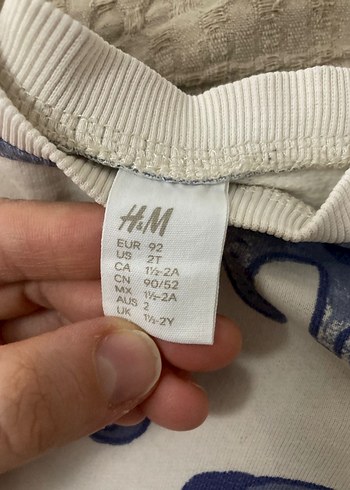 H&M
EUR 92
US 2T
CA 1½-2A
CN 90/52
MX 1½-2A
AUS 2
UK 1½-2Y